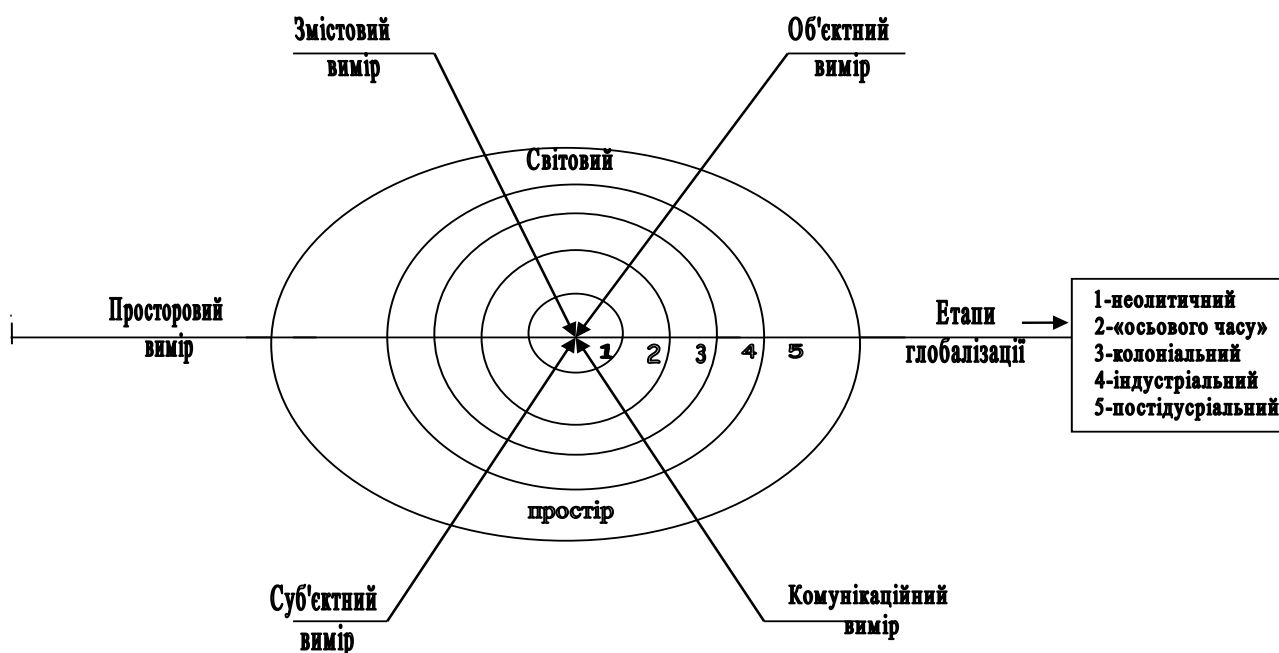 Змістовий
вимір
Об'єктний
вимір
Світовий
Просторовий
вимір
1 2 3 4 5
Етапи
глобалізації
1-неолитичний
2-«осьового часу»
3-колоніальний
4-індустріальний
5-постідусріальний
простір
Суб'єктний
вимір
Комунікаційний
вимір